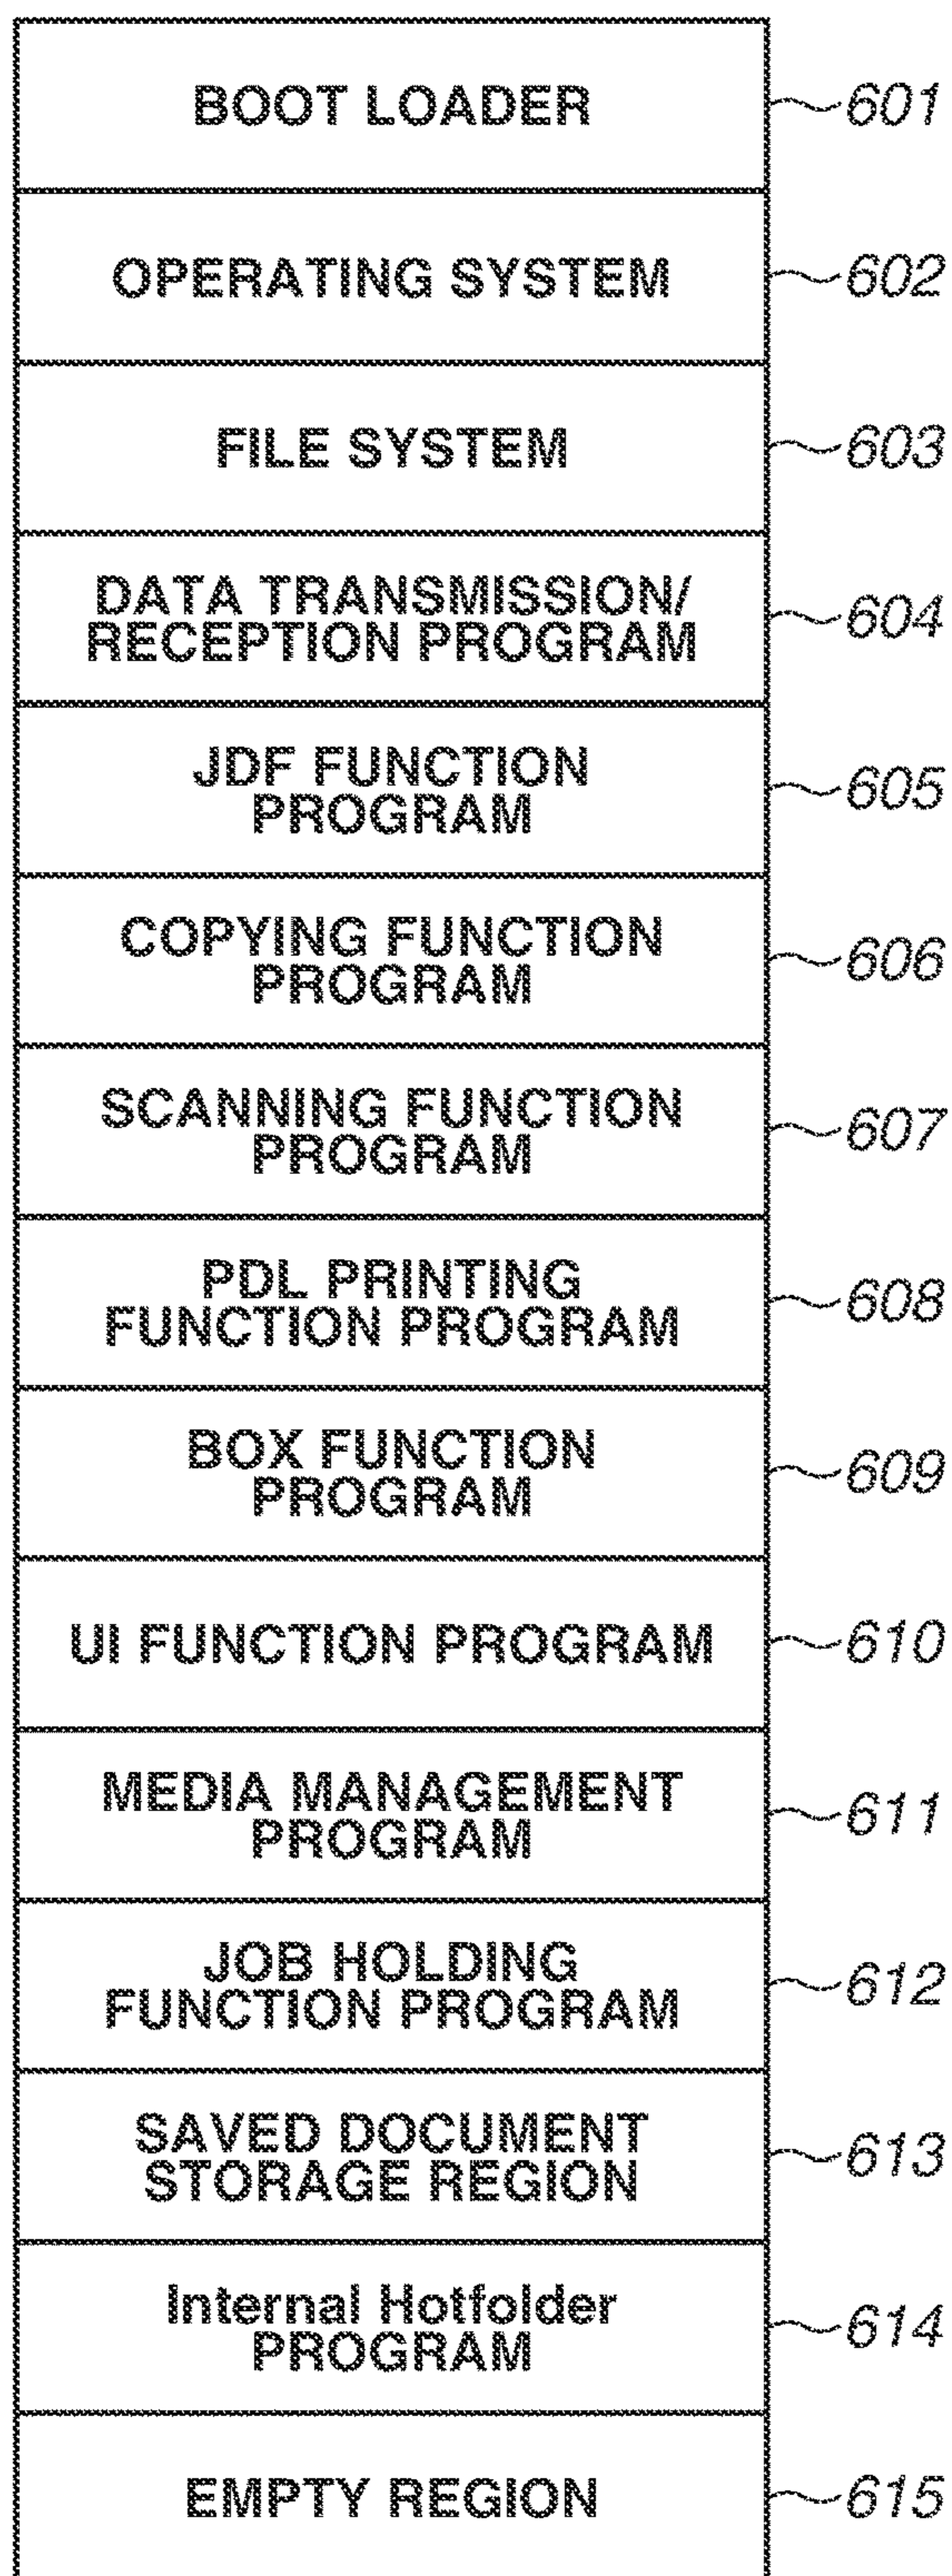 BOOT LOADER
601
OPERATING SYSTEM
602
FILE SYSTEM
603
DATA TRANSMISSION/
RECEPTION PROGRAM
604
JDF FUNCTION
PROGRAM
605
COPYING FUNCTION
PROGRAM
606
SCANNING FUNCTION
PROGRAM
607
PDL PRINTING
FUNCTION PROGRAM
608
BOX FUNCTION
PROGRAM
609
UI FUNCTION PROGRAM
610
MEDIA MANAGEMENT
PROGRAM
611
JOB HOLDING
FUNCTION PROGRAM
612
SAVED DOCUMENT
STORAGE REGION
613
Internal Hotfolder
PROGRAM
614
EMPTY REGION
615